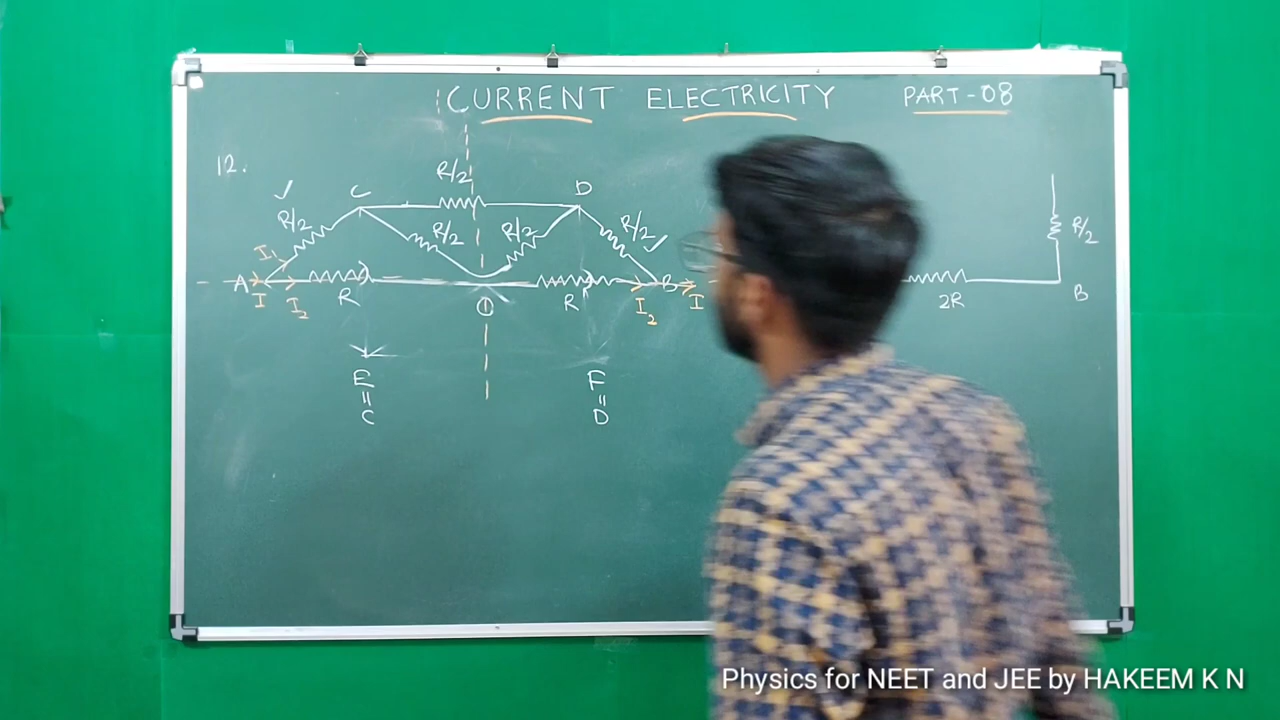 CURRENT ELECTRICITY PART-08
12.
R/2
C D
R/2 R/2 R/2 R/2 R/2
I₁
A B
I I₂ R R I₂ I 2R B
①
E F
=
C
=
D
Physics for NEET and JEE by HAKEEM K N